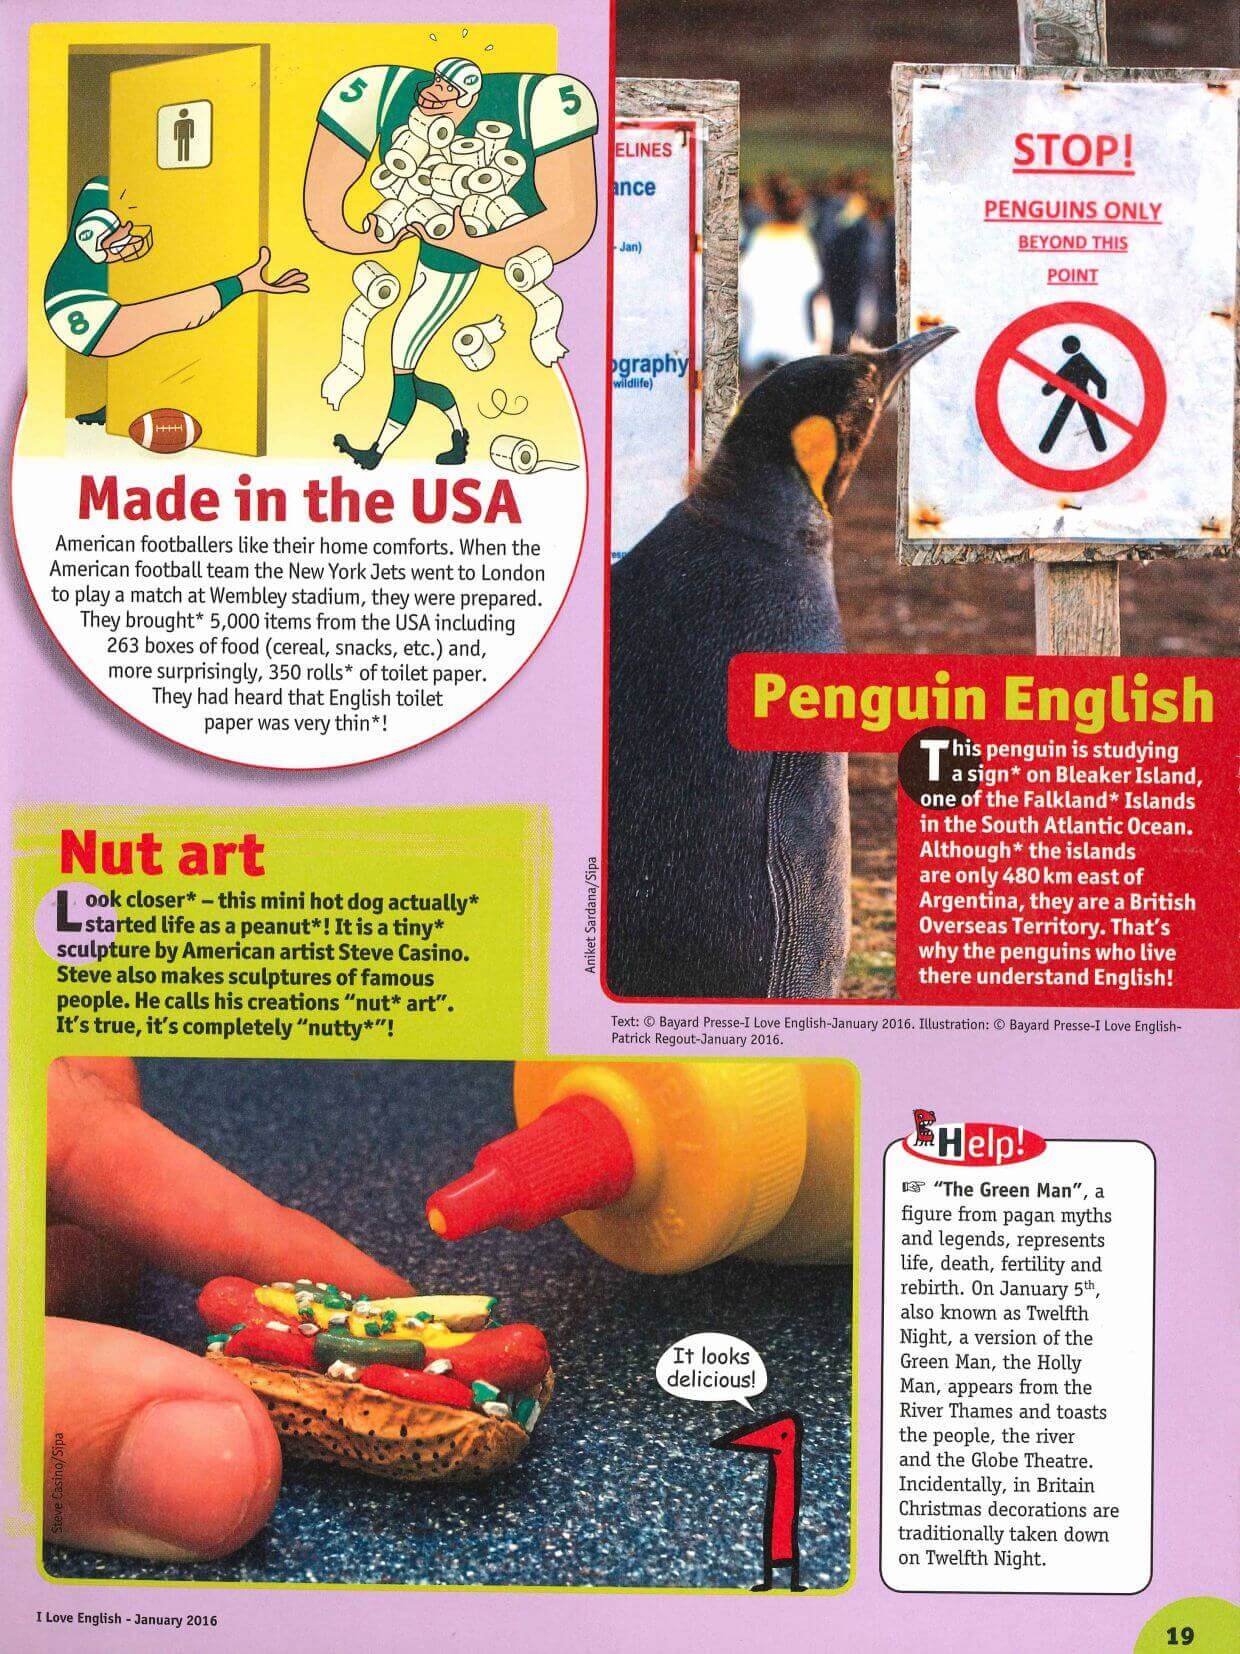 5
5
8
Made in the USA
American footballers like their home comforts. When the
American football team the New York Jets went to London
to play a match at Wembley stadium, they were prepared.
They brought* 5,000 items from the USA including
263 boxes of food (cereal, snacks, etc.) and,
more surprisingly, 350 rolls* of toilet paper.
They had heard that English toilet
paper was very thin*!
ELINES
ance
- Jan)
ography
wildlife)
STOP!
PENGUINS ONLY
BEYOND THIS
POINT
Penguin English
This penguin is studying
a sign* on Bleaker Island,
one of the Falkland* Islands
in the South Atlantic Ocean.
Although* the islands
are only 480 km east of
Argentina, they are a British
Overseas Territory. That's
why the penguins who live
there understand English!
Aniket Sardana/Sipa
Text: © Bayard Presse-I Love English-January 2016. Illustration: © Bayard Presse-I Love English-
Patrick Regout-January 2016.
Nut art
Look closer* – this mini hot dog actually*
started life as a peanut*! It is a tiny*
sculpture by American artist Steve Casino.
Steve also makes sculptures of famous
people. He calls his creations “nut* art”.
It's true, it's completely “nutty*”!
It looks
delicious!
Steve Casino/Sipa
Help!
☞ “The Green Man”, a
figure from pagan myths
and legends, represents
life, death, fertility and
rebirth. On January 5th,
also known as Twelfth
Night, a version of the
Green Man, the Holly
Man, appears from the
River Thames and toasts
the people, the river
and the Globe Theatre.
Incidentally, in Britain
Christmas decorations are
traditionally taken down
on Twelfth Night.
I Love English - January 2016
19